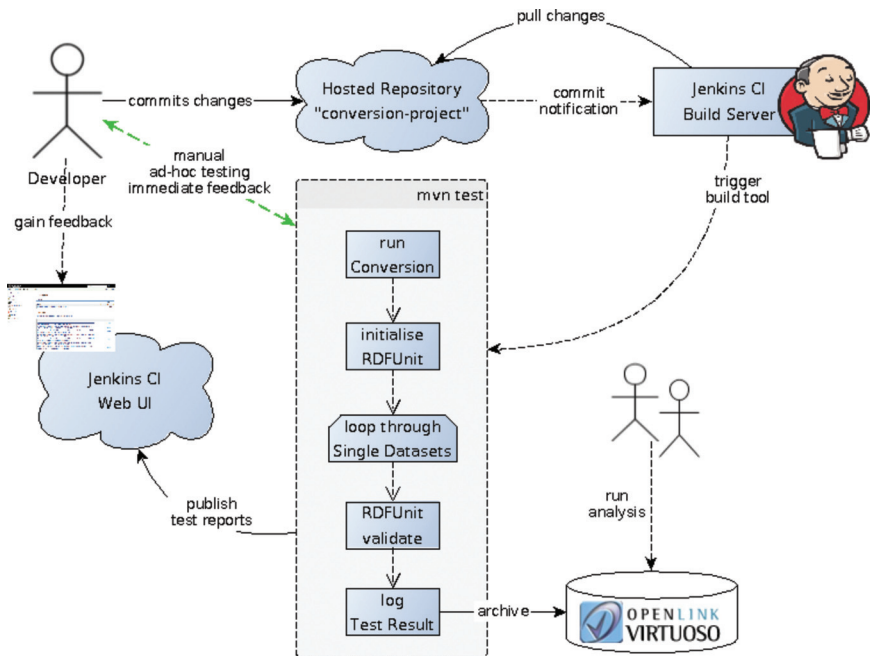 pull changes
Hosted Repository
"conversion-project"
commits changes
commit
notification
Jenkins CI
Build Server
Developer
manual
ad-hoc testing
immediate feedback
trigger
build tool
mvn test
gain feedback
run
Conversion
initialise
RDFUnit
Jenkins CI
Web UI
loop through
Single Datasets
publish
test reports
RDFUnit
validate
run
analysis
log
Test Result
archive
OPENLINK
VIRTUOSO